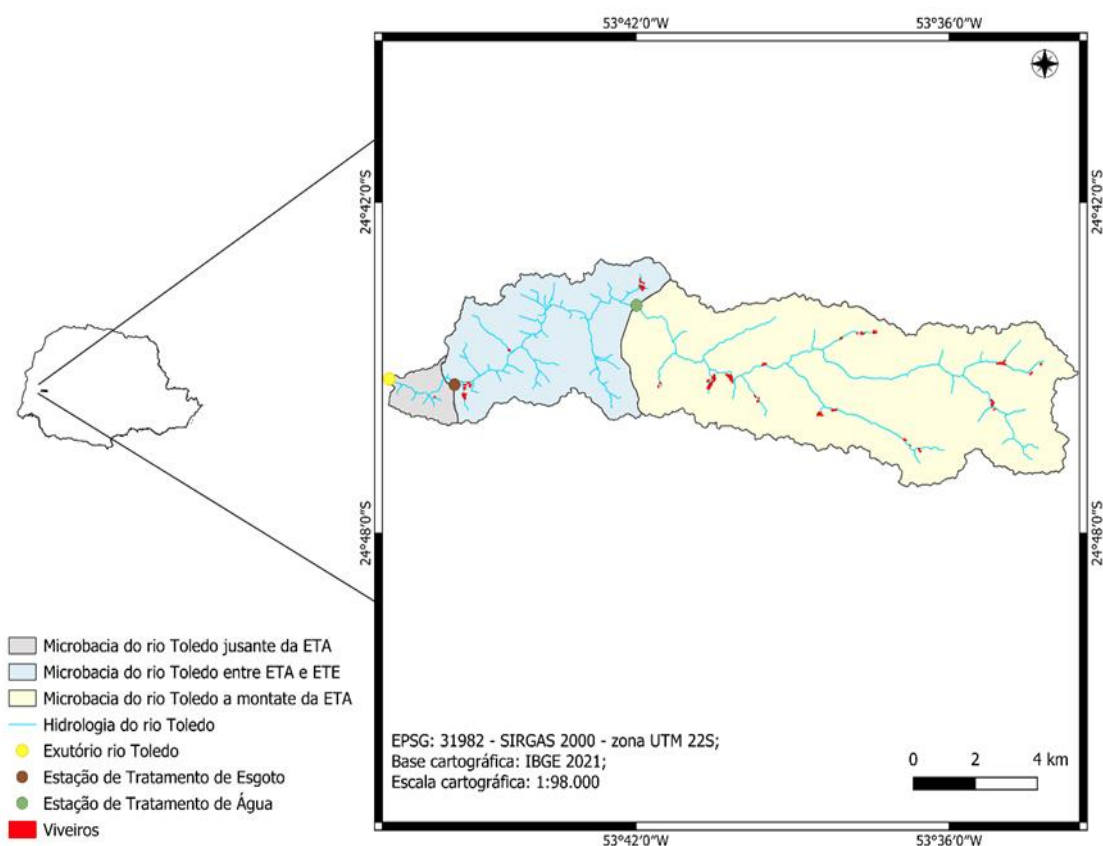 53°42'0"W
53°36'0"W
24°42'0"S
24°42'0"S
24°48'0"S
24°48'0"S
Microbacia do rio Toledo jusante da ETA
Microbacia do rio Toledo entre ETA e ETE
Microbacia do rio Toledo a montate da ETA
Hidrologia do rio Toledo
Exutório rio Toledo
Estação de Tratamento de Esgoto
Estação de Tratamento de Água
Viveiros
EPSG: 31982 - SIRGAS 2000 - zona UTM 22S;
Base cartográfica: IBGE 2021;
Escala cartográfica: 1:98.000
0 2 4 km
53°42'0"W
53°36'0"W